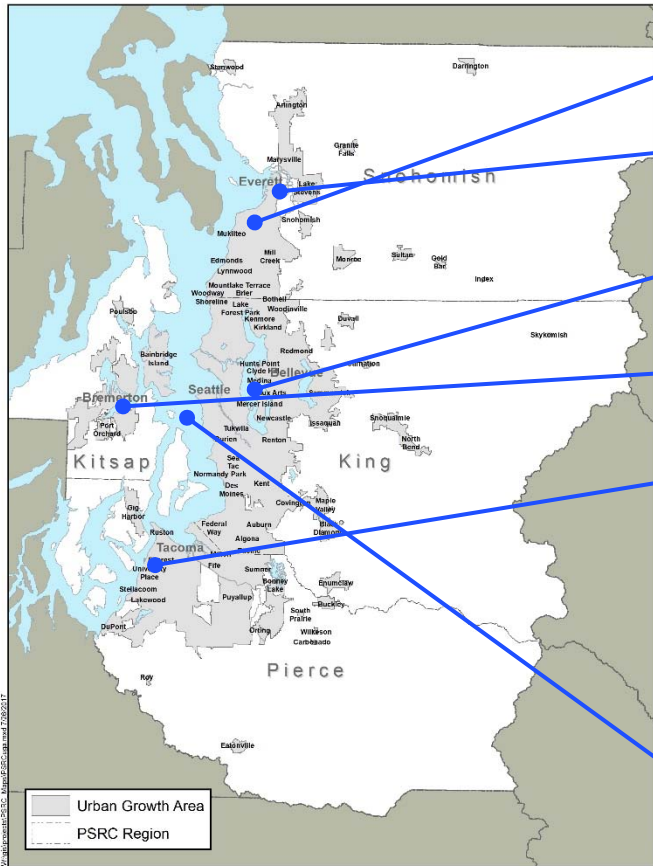 Stanwood
Darrington
Arlington
Granite
Falls
Marysville
Everett
Lake
Stevens
Snohomish
Snohomish
Mukilteo
Mill
Creek
Monroe
Sultan
Gold
Bar
Index
Edmonds
Lynnwood
Mountlake Terrace
Woodway
Brier
Bothell
Shoreline
Lake
Forest Park
Woodinville
Kenmore
Kirkland
Duvall
Skykomish
Poulsbo
Bainbridge
Island
Redmond
Hunts Point
Clyde Hill
Medina
Bellevue
Seattle
Bremerton
Mercer Island
Port
Orchard
Newcastle
Issaquah
Snoqualmie
North
Bend
Tukwila
Renton
Kitsap
King
Sea
Tac
Normandy Park
Des
Moines
Kent
Covington
Maple
Valley
Gig
Harbor
Ruston
Federal
Way
Auburn
Algona
Tacoma
Fife
University
Place
Sumner
Bonney
Lake
Enumclaw
Steilacoom
Lakewood
Puyallup
Buckley
South
Prairie
DuPont
Orting
Wilkeson
Carbonado
Pierce
Roy
Eatonville
Urban Growth Area
PSRC Region